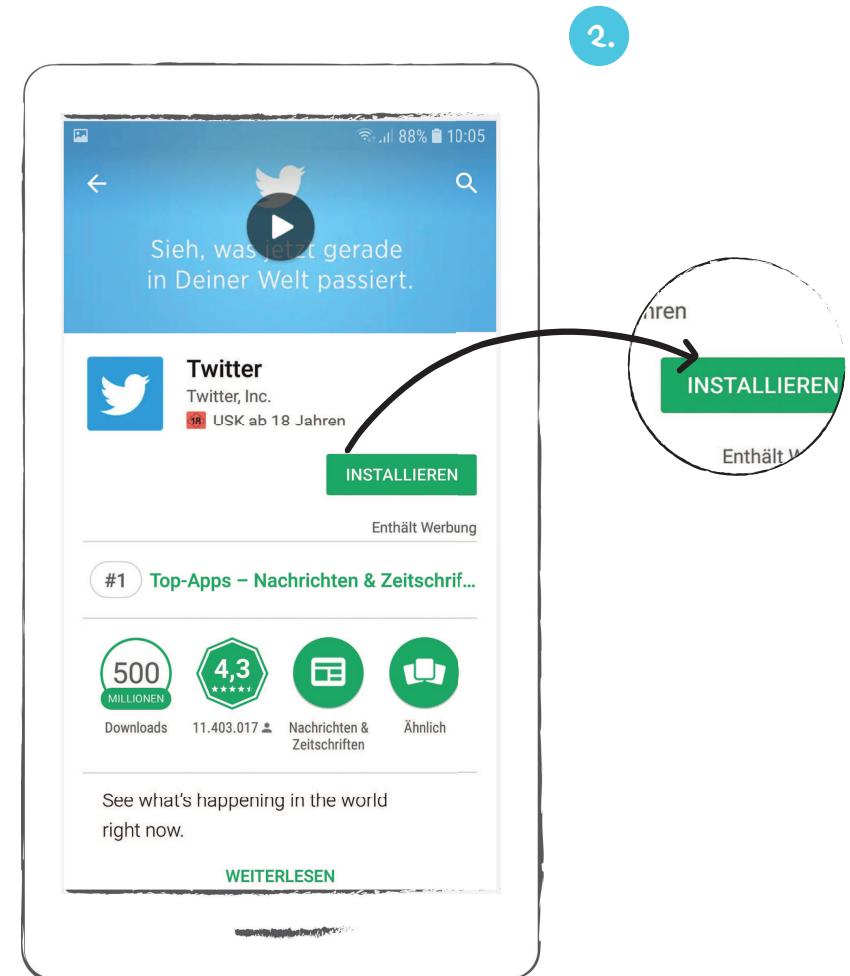 2.
88% 10:05
Sieh, was jetzt gerade
in Deiner Welt passiert.
Twitter
Twitter, Inc.
18 USK ab 18 Jahren
INSTALLIEREN
Enthält Werbung
#1 Top-Apps – Nachrichten & Zeitschrif...
500
MILLIONEN
Downloads
4,3
11.403.017
Nachrichten &
Zeitschriften
Ähnlich
See what's happening in the world
right now.
WEITERLESEN
hren
INSTALLIEREN
Enthält W